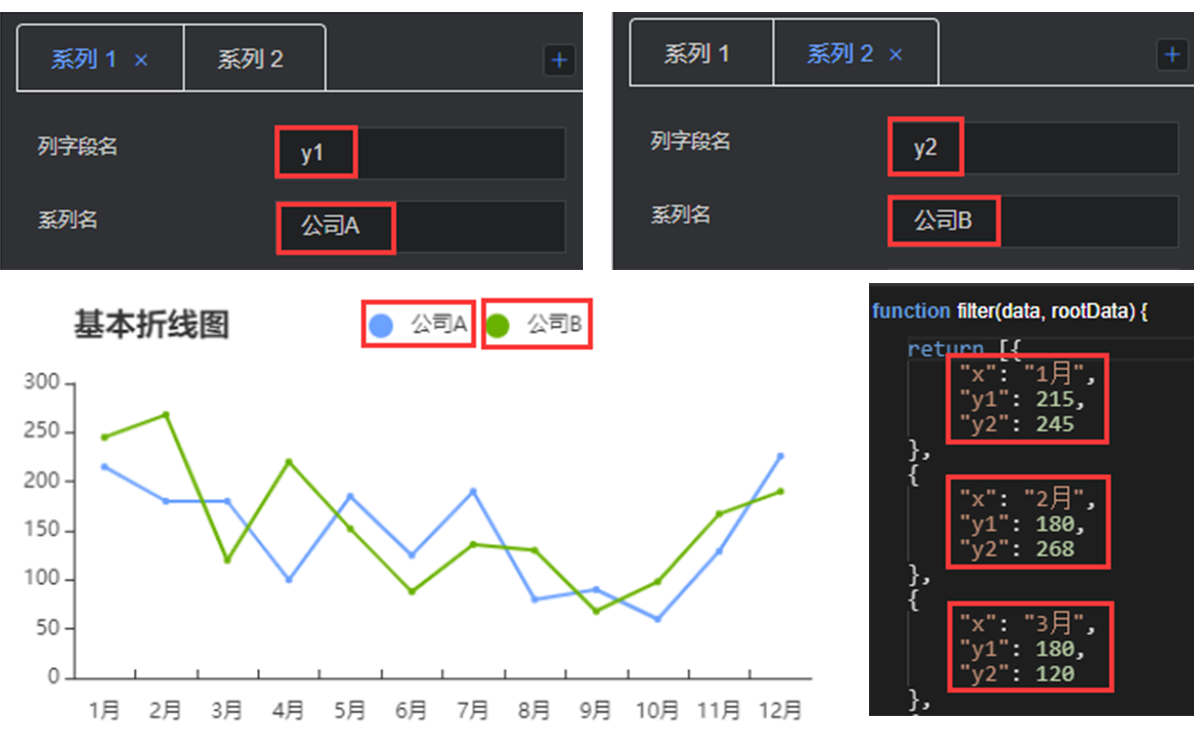 系列 1 ×
系列 2
+
列字段名
y1
系列名
公司A
系列 1
系列 2 ×
+
列字段名
y2
系列名
公司B
基本折线图
公司A
公司B
300
250
200
150
100
50
0
1月 2月 3月 4月 5月 6月 7月 8月 9月 10月 11月 12月
function filter(data, rootData) {
return [{
"x": "1月",
"y1": 215,
"y2": 245
},
{
"x": "2月",
"y1": 180,
"y2": 268
},
{
"x": "3月",
"y1": 180,
"y2": 120
},